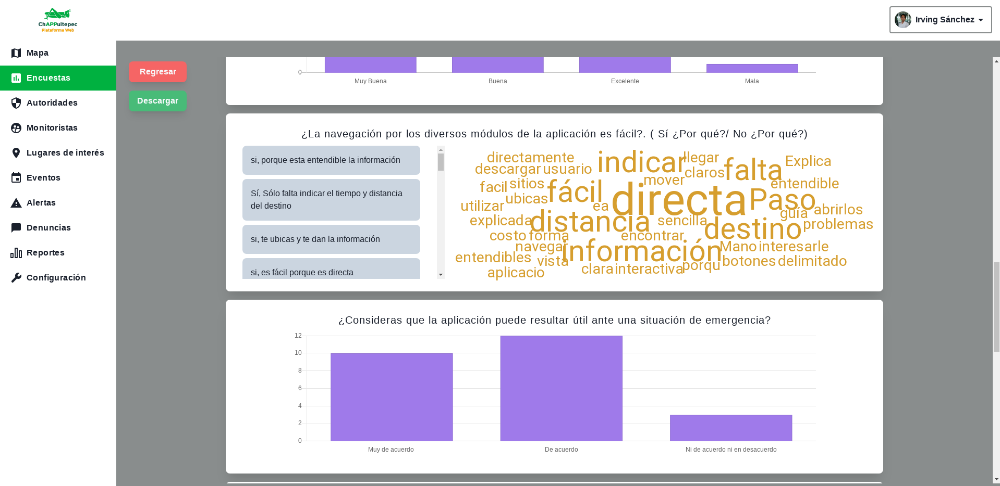 ChAPPultepec
Plataforma Web
Irving Sánchez
Mapa
Encuestas
Autoridades
Monitoristas
Lugares de interés
Eventos
Alertas
Denuncias
Reportes
Configuración
Regresar
Descargar
0
Muy Buena
Buena
Excelente
Mala
¿La navegación por los diversos módulos de la aplicación es fácil?. ( Sí ¿Por qué?/ No ¿Por qué?)
si, porque esta entendible la información
Sí, Sólo falta indicar el tiempo y distancia
del destino
si, te ubicas y te dan la información
si, es fácil porque es directa
directamente
indicar
llegar
falta
Explica
descargar
usuario
claros
facil
sitios
mover
entendible
fácil
directa
Paso
ubicas
utilizar
ea
guía
abrirlos
explicada
distancia
sencilla
destino
problemas
costo
forma
encontrar
navegar
información
Mano
interesarle
entendibles
vista
botones
delimitado
aplicacio
clara
interactiva
porqu
¿Consideras que la aplicación puede resultar útil ante una situación de emergencia?
12
10
8
6
4
2
0
Muy de acuerdo
De acuerdo
Ni de acuerdo ni en desacuerdo